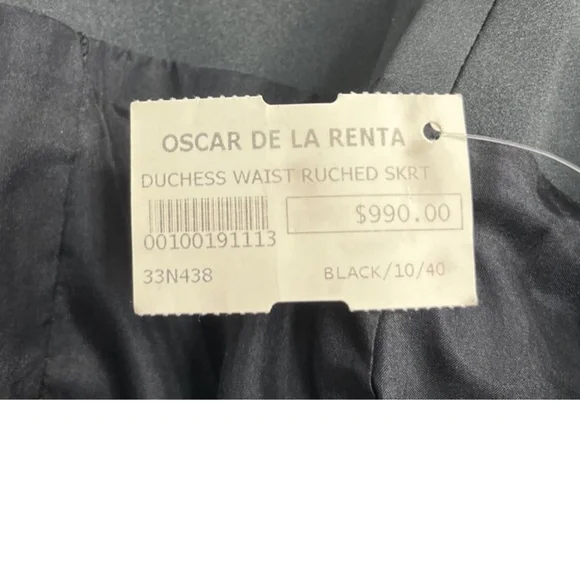 OSCAR DE LA RENTA
DUCHESS WAIST RUCHED SKRT
$990.00
00100191113
33N438
BLACK/10/40